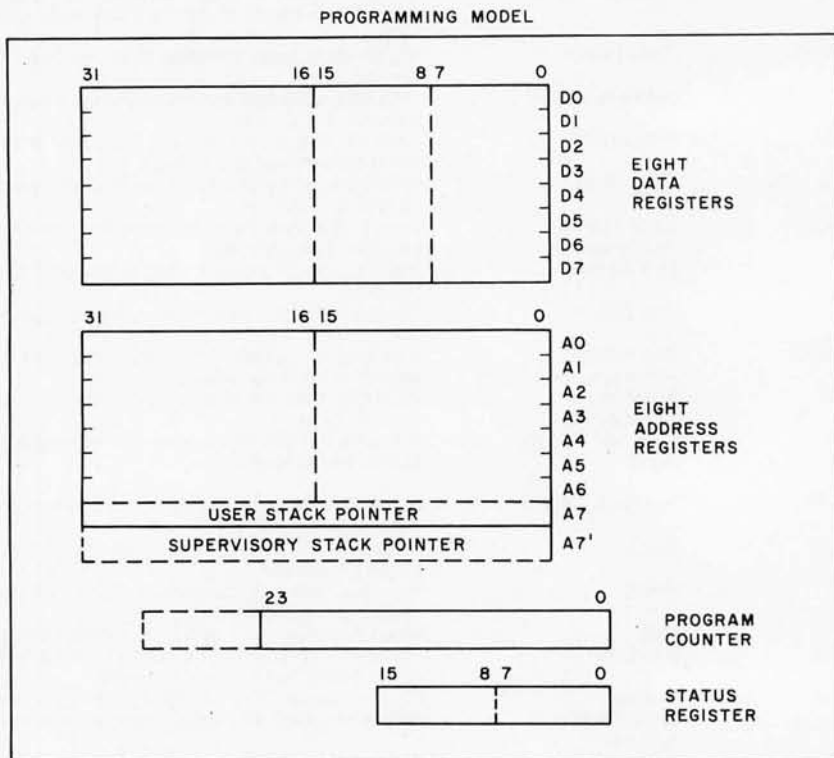 PROGRAMMING MODEL
31 16 15 8 7 0
D0
D1
D2
D3
D4
D5
D6
D7
EIGHT
DATA
REGISTERS
31 16 15 0
A0
A1
A2
A3
A4
A5
A6
A7
A7'
EIGHT
ADDRESS
REGISTERS
USER STACK POINTER
SUPERVISORY STACK POINTER
23 0
PROGRAM
COUNTER
15 8 7 0
STATUS
REGISTER